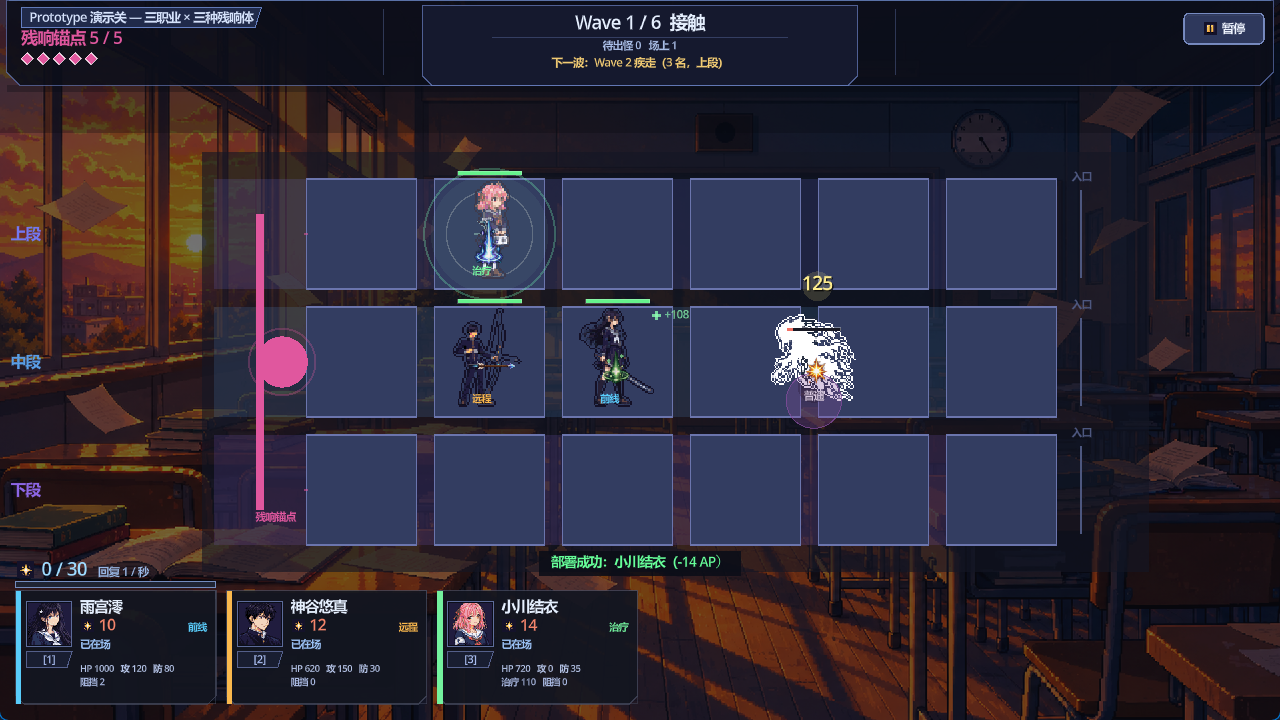 Prototype 演示关 — 三职业 × 三种残响体
残响锚点 5 / 5
Wave 1 / 6 接触
待出怪 0 场上 1
下一波: Wave 2 疾走 (3 名, 上段)
暂停
入口
上段
治疗
125
入口
+108
中段
远程
前线
普通
入口
下段
残响锚点
部署成功: 小川结衣 (-14 AP)
0 / 30 回复 1 / 秒
雨宫澪
10
前线
已在场
[1]
HP 1000 攻 120 防 80
阻挡 2
神谷悠真
12
远程
已在场
[2]
HP 620 攻 150 防 30
阻挡 0
小川结衣
14
治疗
已在场
[3]
HP 720 攻 0 防 35
治疗 110 阻挡 0